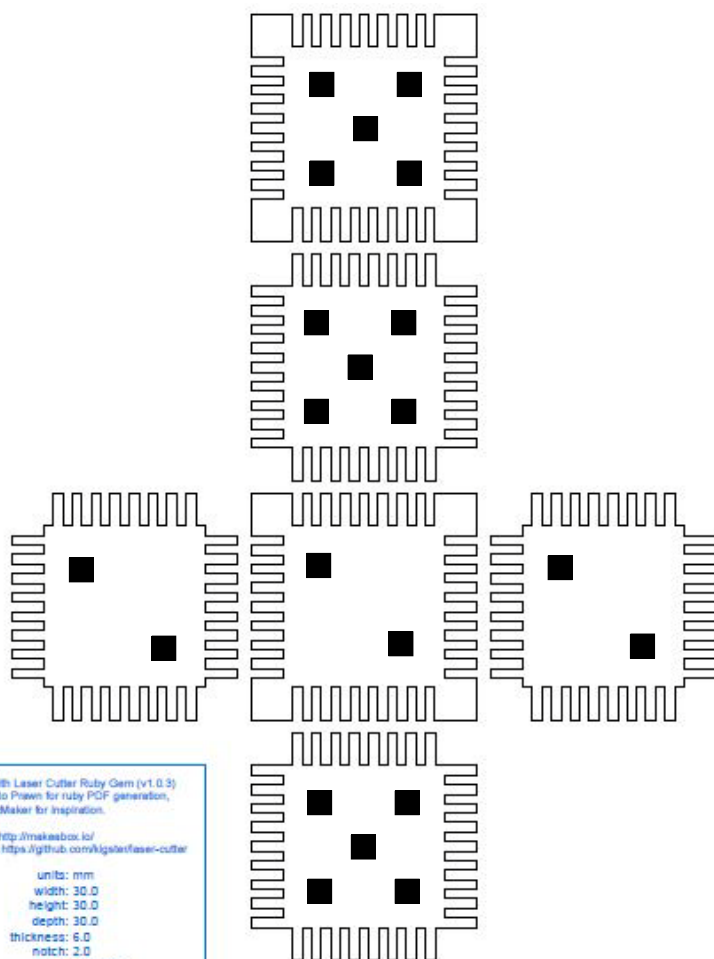 th Laser Cutter Ruby Gem (v1.0.3)
to Prawn for ruby PDF generation,
Maker for inspiration.
http://makeabox.io/
https://github.com/kigster/laser-cutter
units: mm
width: 30.0
height: 30.0
depth: 30.0
thickness: 6.0
notch: 2.0